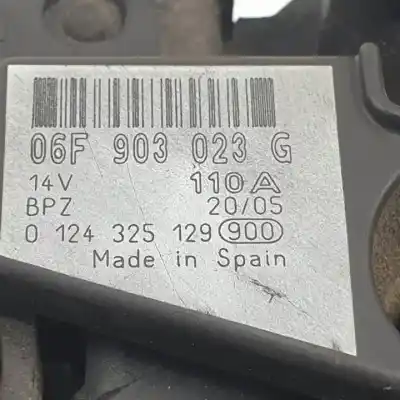 06F 903 023 G
14V 110A
BPZ 20/05
0 124 325 129 900
Made in Spain